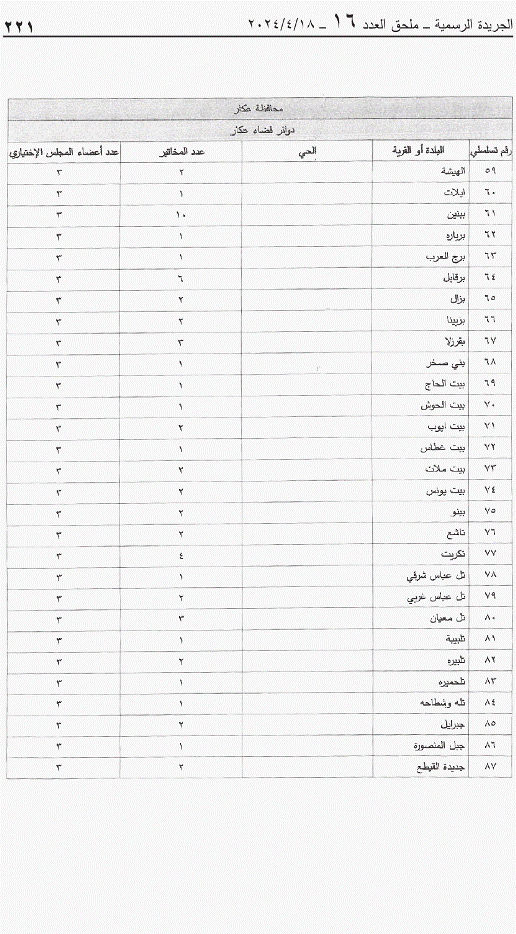 الجريدة الرسمية – ملحق العدد ١٦ – ٢٠٢٤/٤/١٨ ٢٢١
محافظة عكار
دوائر قضاء عكار
رقم تسلسلي البلدة أو القرية الحي عدد المخاتير عدد أعضاء المجلس الإختياري
٥٩ الهيشة ٢ ٣
٦٠ ايلات ١ ٣
٦١ ببنين ١٠ ٣
٦٢ بربارة ١ ٣
٦٣ برج العرب ١ ٣
٦٤ برقايل ٦ ٣
٦٥ بزال ٢ ٣
٦٦ بزبينا ٢ ٣
٦٧ بقرزلا ٣ ٣
٦٨ بني صخر ١ ٣
٦٩ بيت الحاج ١ ٣
٧٠ بيت الحوش ١ ٣
٧١ بيت ايوب ٢ ٣
٧٢ بيت غطاس ١ ٣
٧٣ بيت ملات ٢ ٣
٧٤ بيت يونس ٢ ٣
٧٥ بينو ٢ ٣
٧٦ تاشع ٢ ٣
٧٧ تكريت ٤ ٣
٧٨ تل عباس شرقي ١ ٣
٧٩ تل عباس غربي ٢ ٣
٨٠ تل معيان ٣ ٣
٨١ تلبيبة ١ ٣
٨٢ تلبيره ٢ ٣
٨٣ تلحميره ١ ٣
٨٤ تله وشطاحه ١ ٣
٨٥ جبرايل ٢ ٣
٨٦ جبل المنصورة ١ ٣
٨٧ جديدة القيطع ٢ ٣